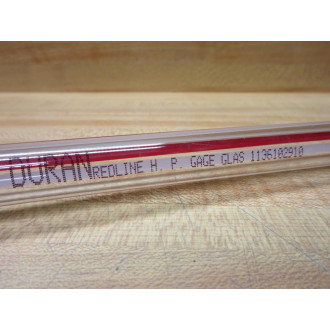 DURAN REDLINE H. P. GAGE GLAS 1136102910